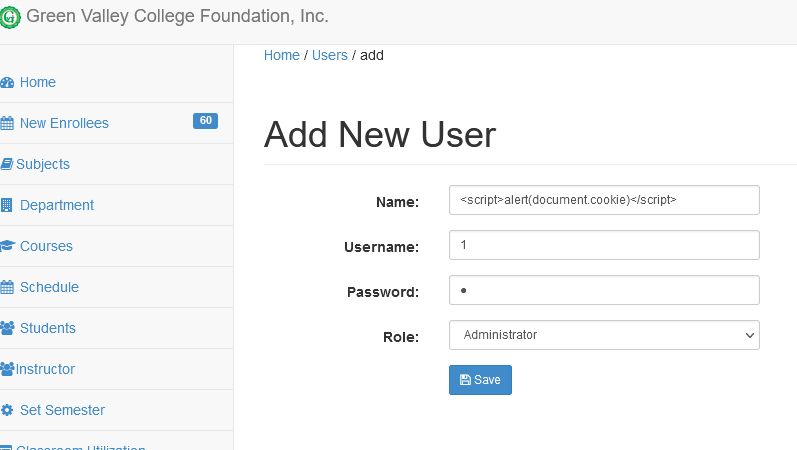 Green Valley College Foundation, Inc.
Home / Users / add
Home
New Enrollees 60
Subjects
Department
Courses
Schedule
Students
Instructor
Set Semester
Classroom Utilization
Add New User
Name: <script>alert(document.cookie)</script>
Username: 1
Password: ●
Role: Administrator
Save